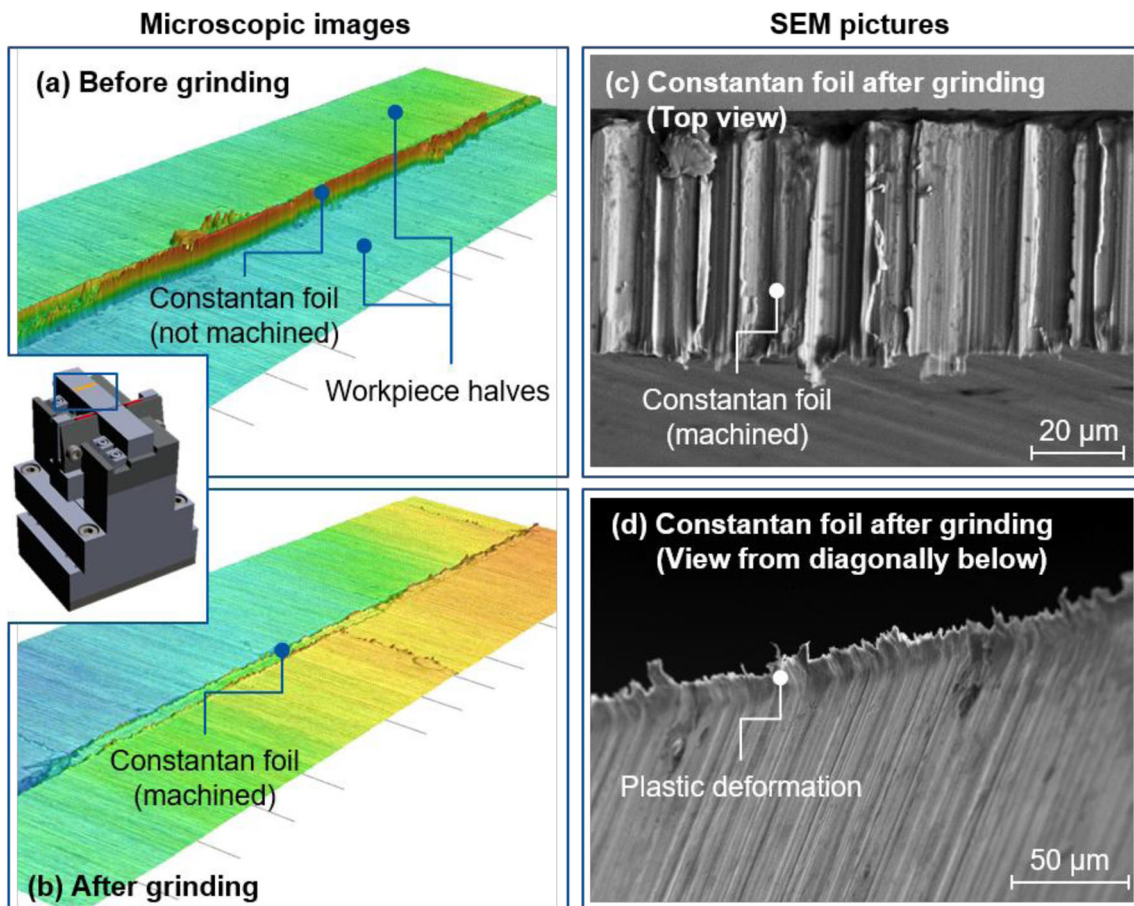 Microscopic images
SEM pictures
(a) Before grinding
Constantan foil
(not machined)
Workpiece halves
(b) After grinding
Constantan foil
(machined)
(c) Constantan foil after grinding
(Top view)
Constantan foil
(machined)
20 µm
(d) Constantan foil after grinding
(View from diagonally below)
Plastic deformation
50 µm